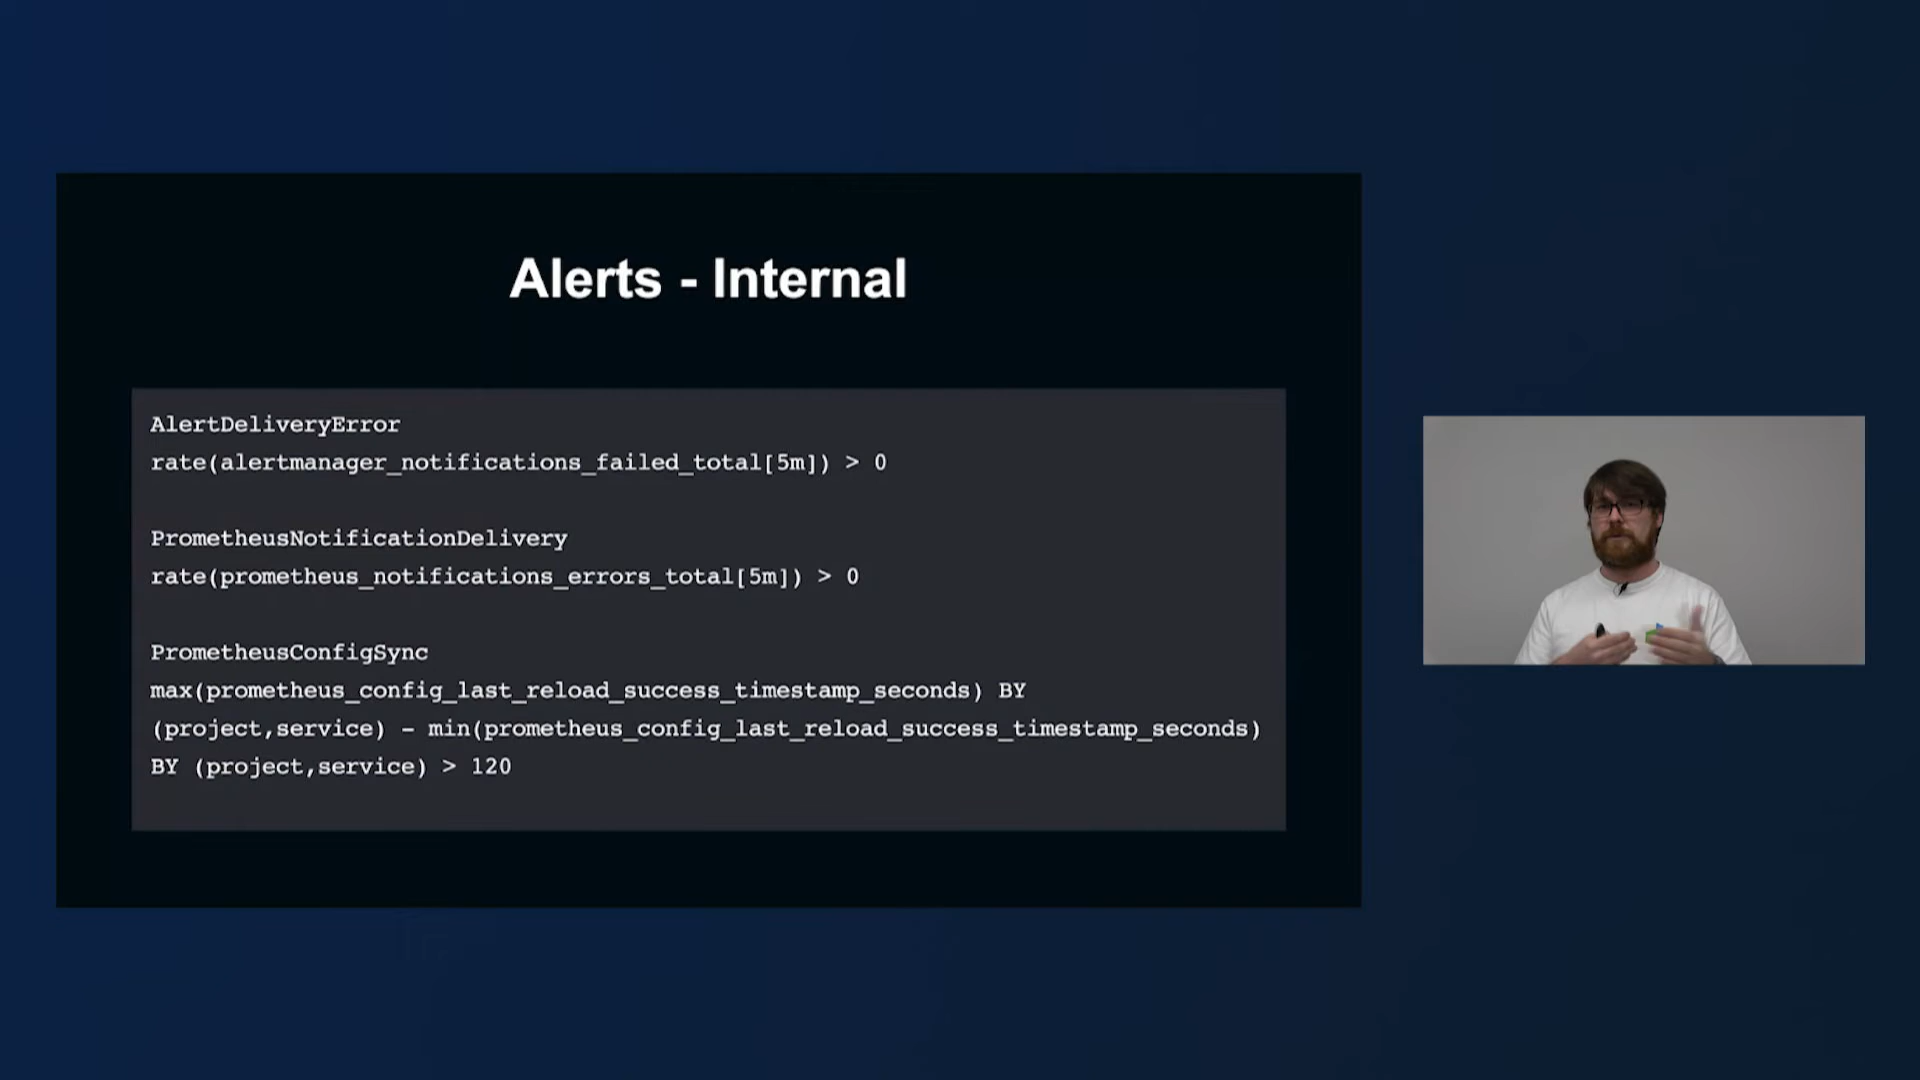 Alerts - Internal
AlertDeliveryError
rate(alertmanager_notifications_failed_total[5m]) > 0
PrometheusNotificationDelivery
rate(prometheus_notifications_errors_total[5m]) > 0
PrometheusConfigSync
max(prometheus_config_last_reload_success_timestamp_seconds) BY
(project,service) – min(prometheus_config_last_reload_success_timestamp_seconds)
BY (project,service) > 120